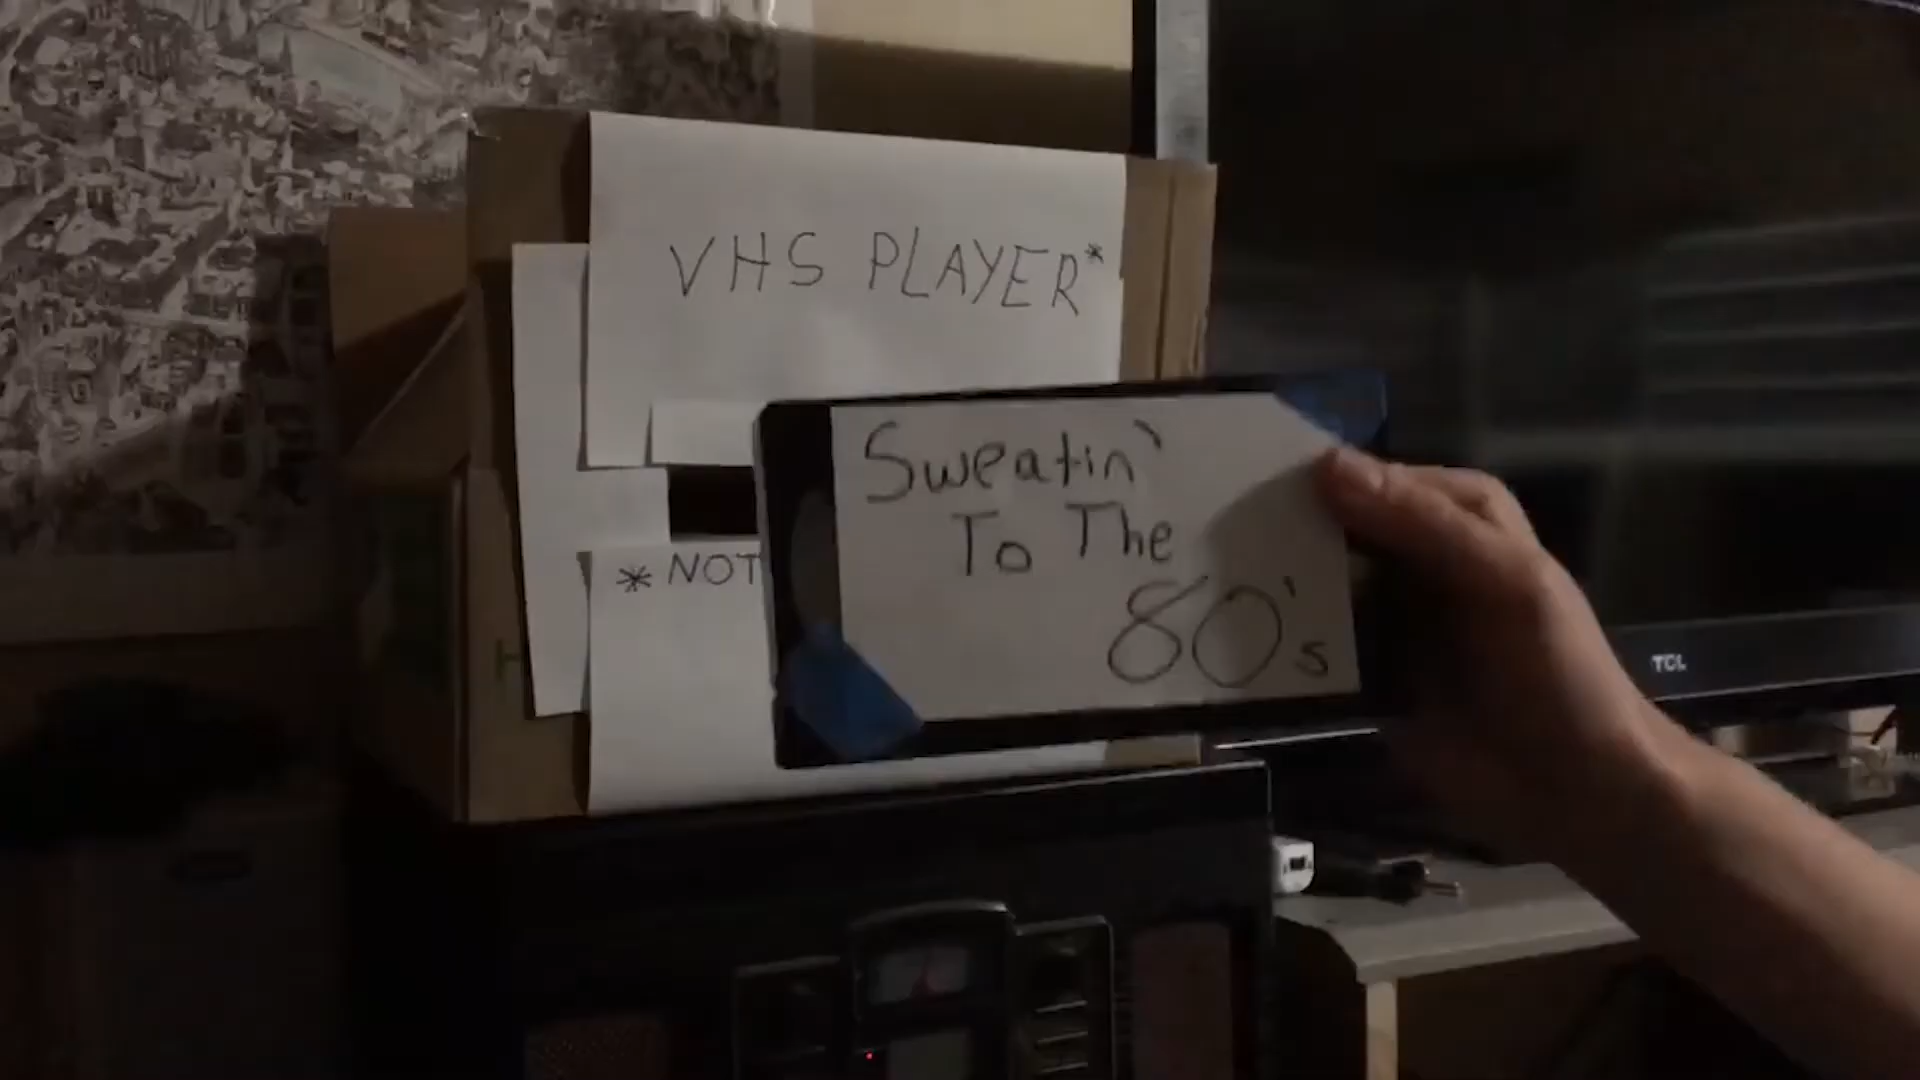 VHS PLAYER*
Sweatin'
To The
80's
* NOT
TCL